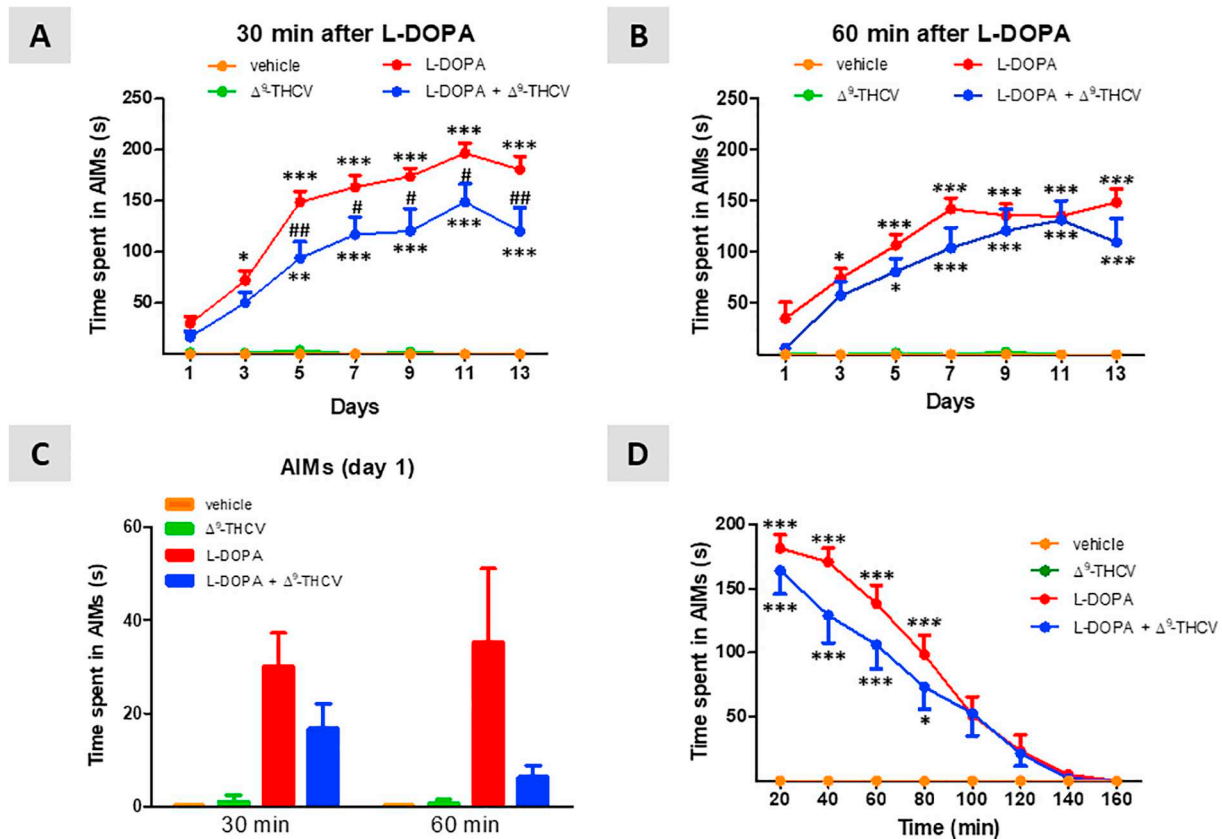 A
30 min after L-DOPA
vehicle
L-DOPA
Δ⁹-THCV
L-DOPA + Δ⁹-THCV
Time spent in AIMs (s)
250
200
150
100
50
***
***
***
***
***
*
##
#
#
#
##
**
***
***
***
***
1 3 5 7 9 11 13
Days
B
60 min after L-DOPA
vehicle
L-DOPA
Δ⁹-THCV
L-DOPA + Δ⁹-THCV
Time spent in AIMs (s)
250
200
150
100
50
*
***
***
***
***
*
***
***
***
***
1 3 5 7 9 11 13
Days
C
AIMs (day 1)
vehicle
Δ⁹-THCV
L-DOPA
L-DOPA + Δ⁹-THCV
Time spent in AIMs (s)
60
40
20
0
30 min 60 min
D
vehicle
Δ⁹-THCV
L-DOPA
L-DOPA + Δ⁹-THCV
Time spent in AIMs (s)
200
150
100
50
***
***
***
***
***
***
***
*
20 40 60 80 100 120 140 160
Time (min)